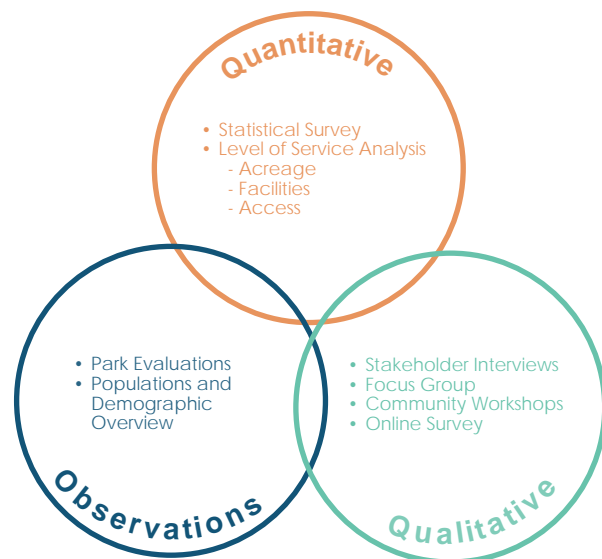 Quantitative
• Statistical Survey
• Level of Service Analysis
- Acreage
- Facilities
- Access
• Park Evaluations
• Populations and
Demographic
Overview
Observations
• Stakeholder Interviews
• Focus Group
• Community Workshops
• Online Survey
Qualitative